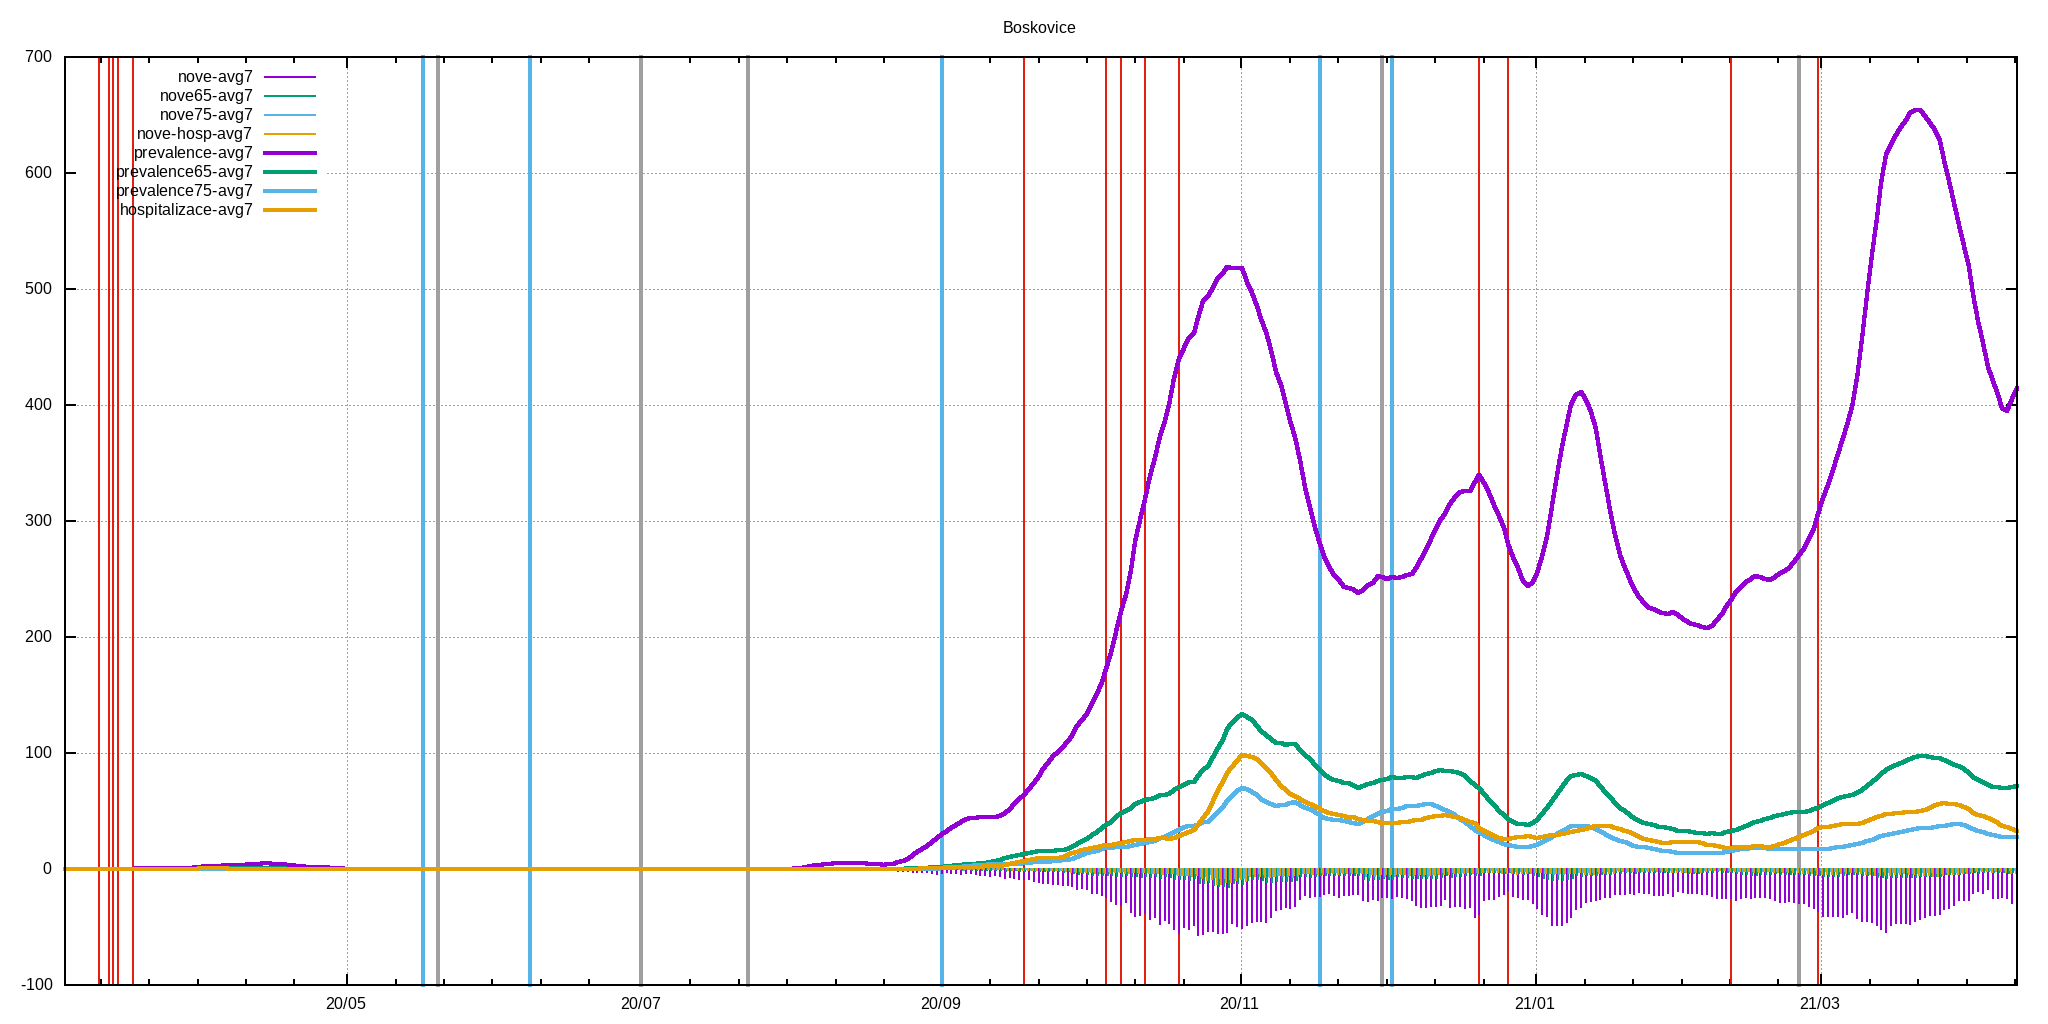 Boskovice
700
600
500
400
300
200
100
0
-100
nove-avg7
nove65-avg7
nove75-avg7
nove-hosp-avg7
prevalence-avg7
prevalence65-avg7
prevalence75-avg7
hospitalizace-avg7
20/05
20/07
20/09
20/11
21/01
21/03